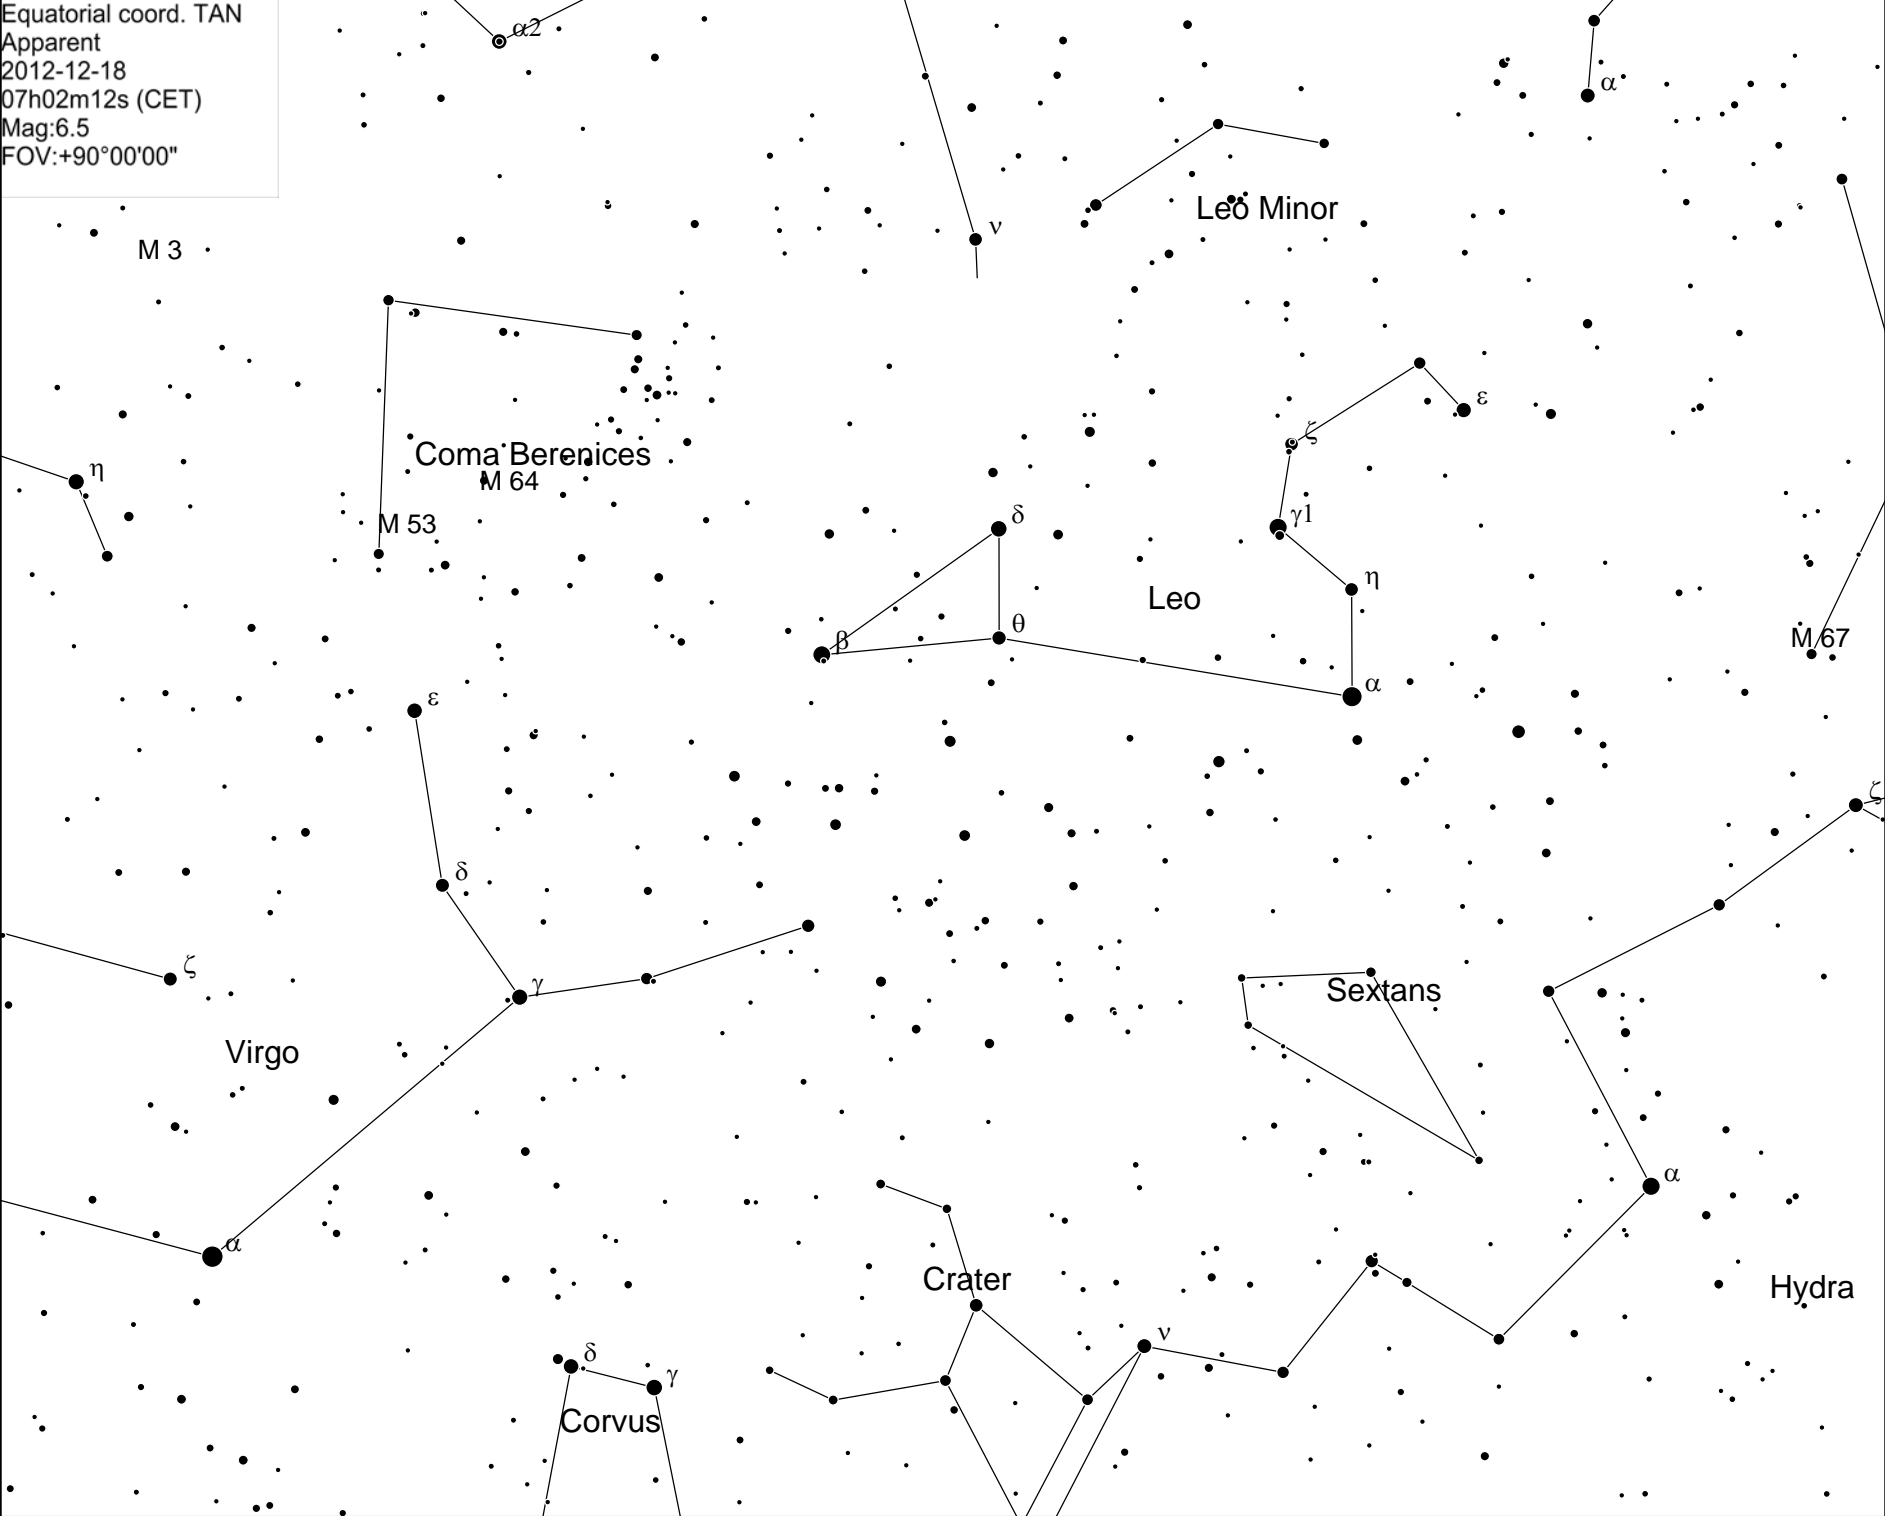 Equatorial coord. TAN
Apparent
2012-12-18
07h02m12s (CET)
Mag:6.5
FOV:+90°00'00"
α2
α
Leo Minor
ν
M 3
ε
ζ
Coma Berenices
M 64
η
M 53
δ
γ1
η
Leo
θ
β
M 67
α
ε
ζ
δ
ζ
γ
Sextans
Virgo
α
α
Crater
Hydra
ν
δ
γ
Corvus